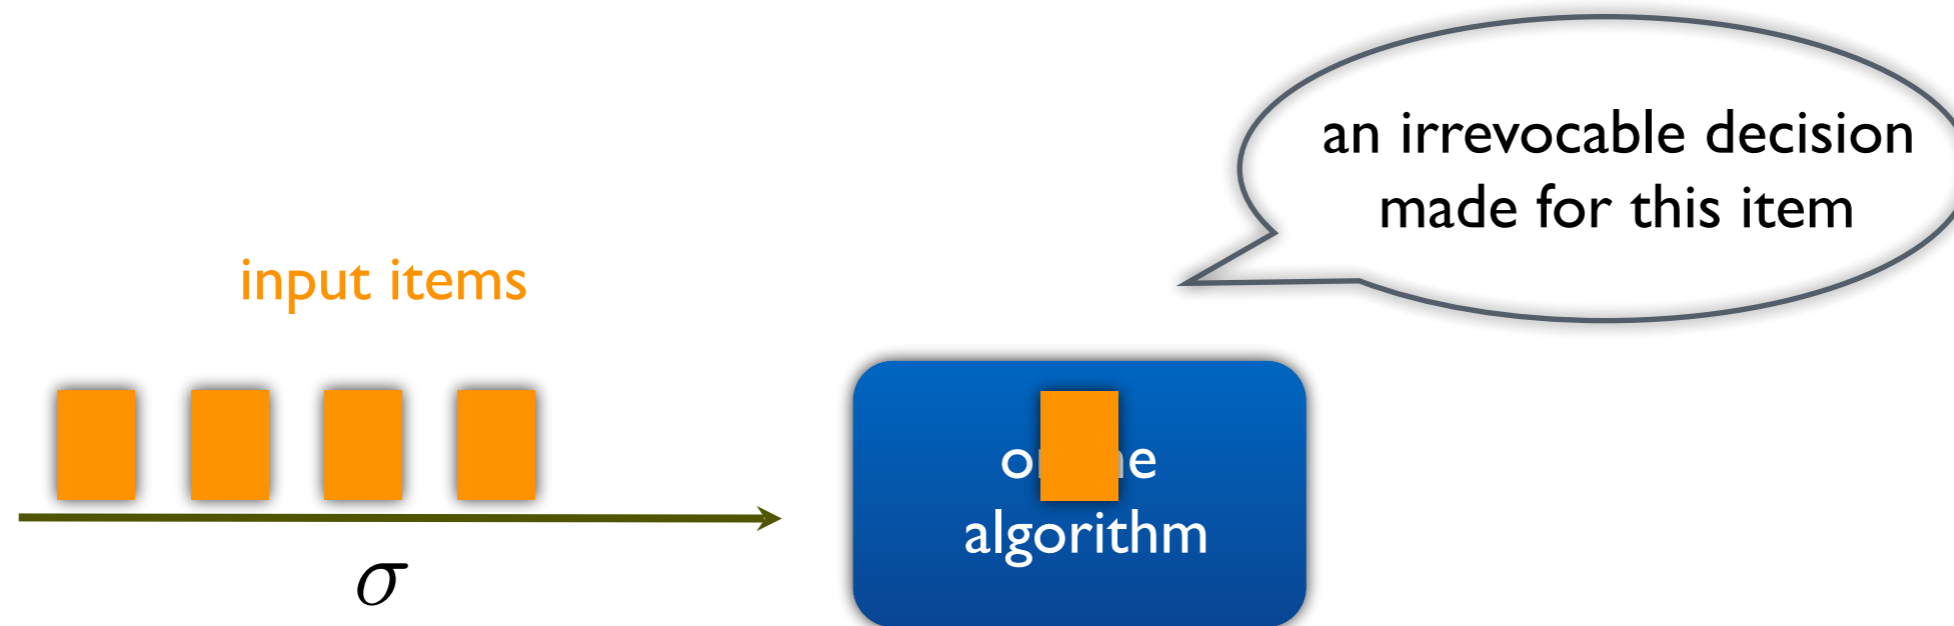 an irrevocable decision
made for this item
input items
algorithm
σ